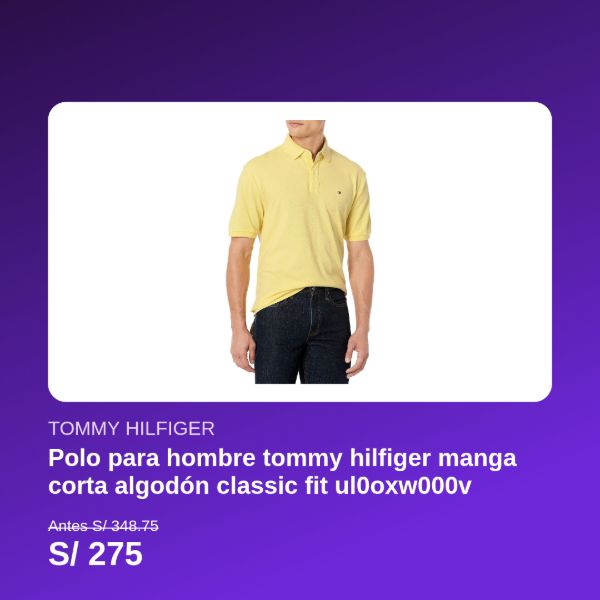 TOMMY HILFIGER
Polo para hombre tommy hilfiger manga
corta algodón classic fit ul0oxw000v
Antes S/ 348.75
S/ 275